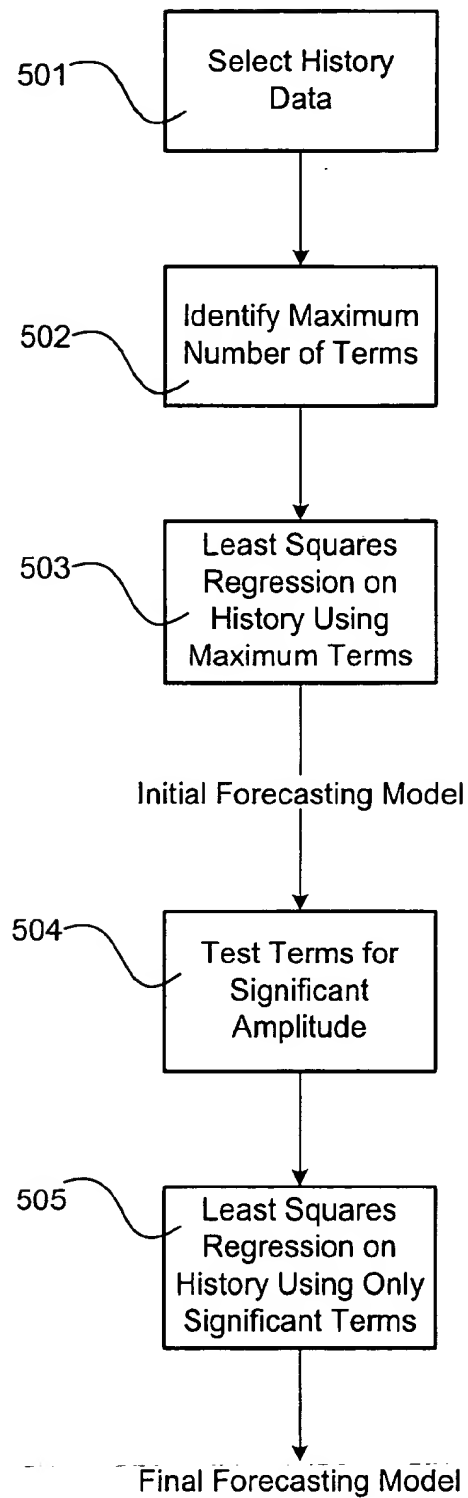 501
Select History
Data
502
Identify Maximum
Number of Terms
503
Least Squares
Regression on
History Using
Maximum Terms
Initial Forecasting Model
504
Test Terms for
Significant
Amplitude
505
Least Squares
Regression on
History Using Only
Significant Terms
Final Forecasting Model